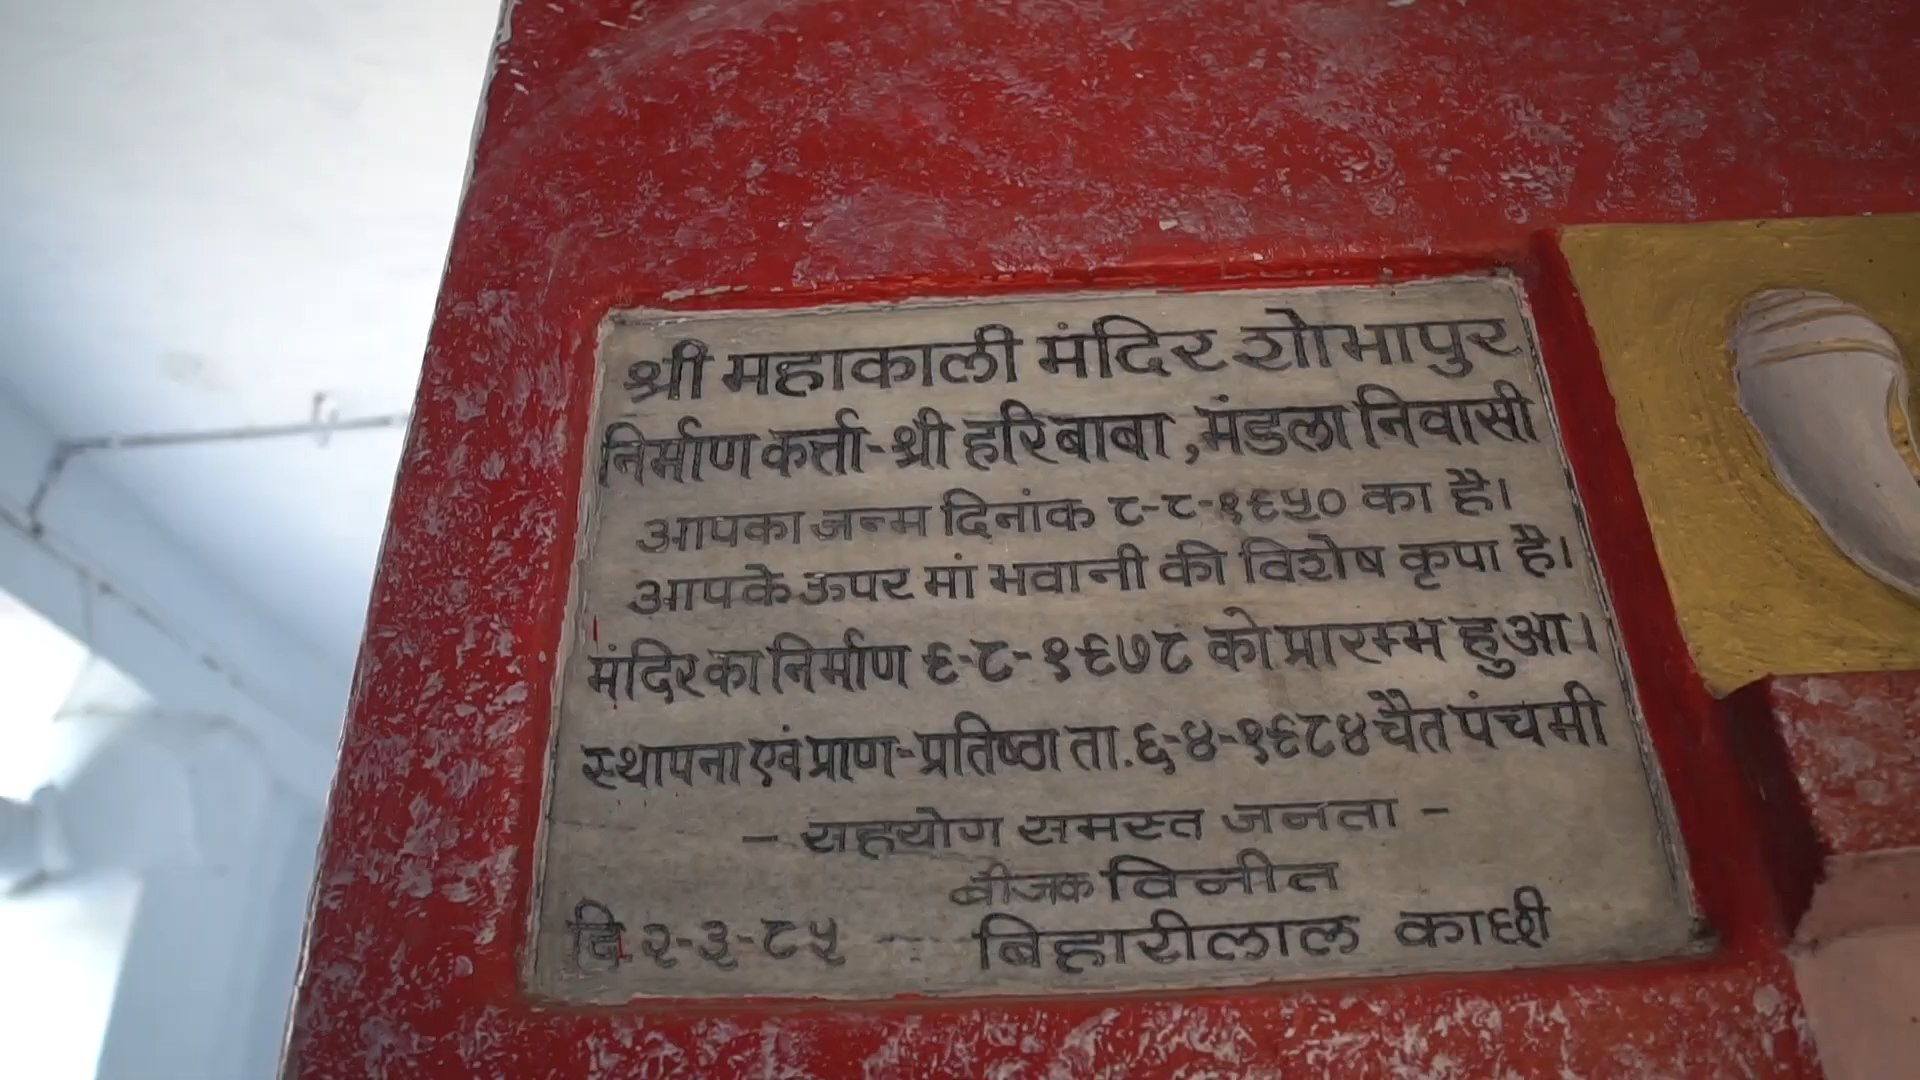 श्री महाकाली मंदिर शोभापुर
निर्माण कर्त्ता-श्री हरि बाबा, मंडला निवासी
आपका जन्म दिनांक ८-८-१९५० का है।
आपके ऊपर मां भवानी की विशेष कृपा है।
मंदिर का निर्माण ९-८-१९७८ को प्रारम्भ हुआ।
स्थापना एवं प्राण-प्रतिष्ठा ता. ६-४-१९८४ चैत पंचमी
- सहयोग समस्त जनता -
बीजक विनीत
दि. २-३-८५ बिहारीलाल काछी